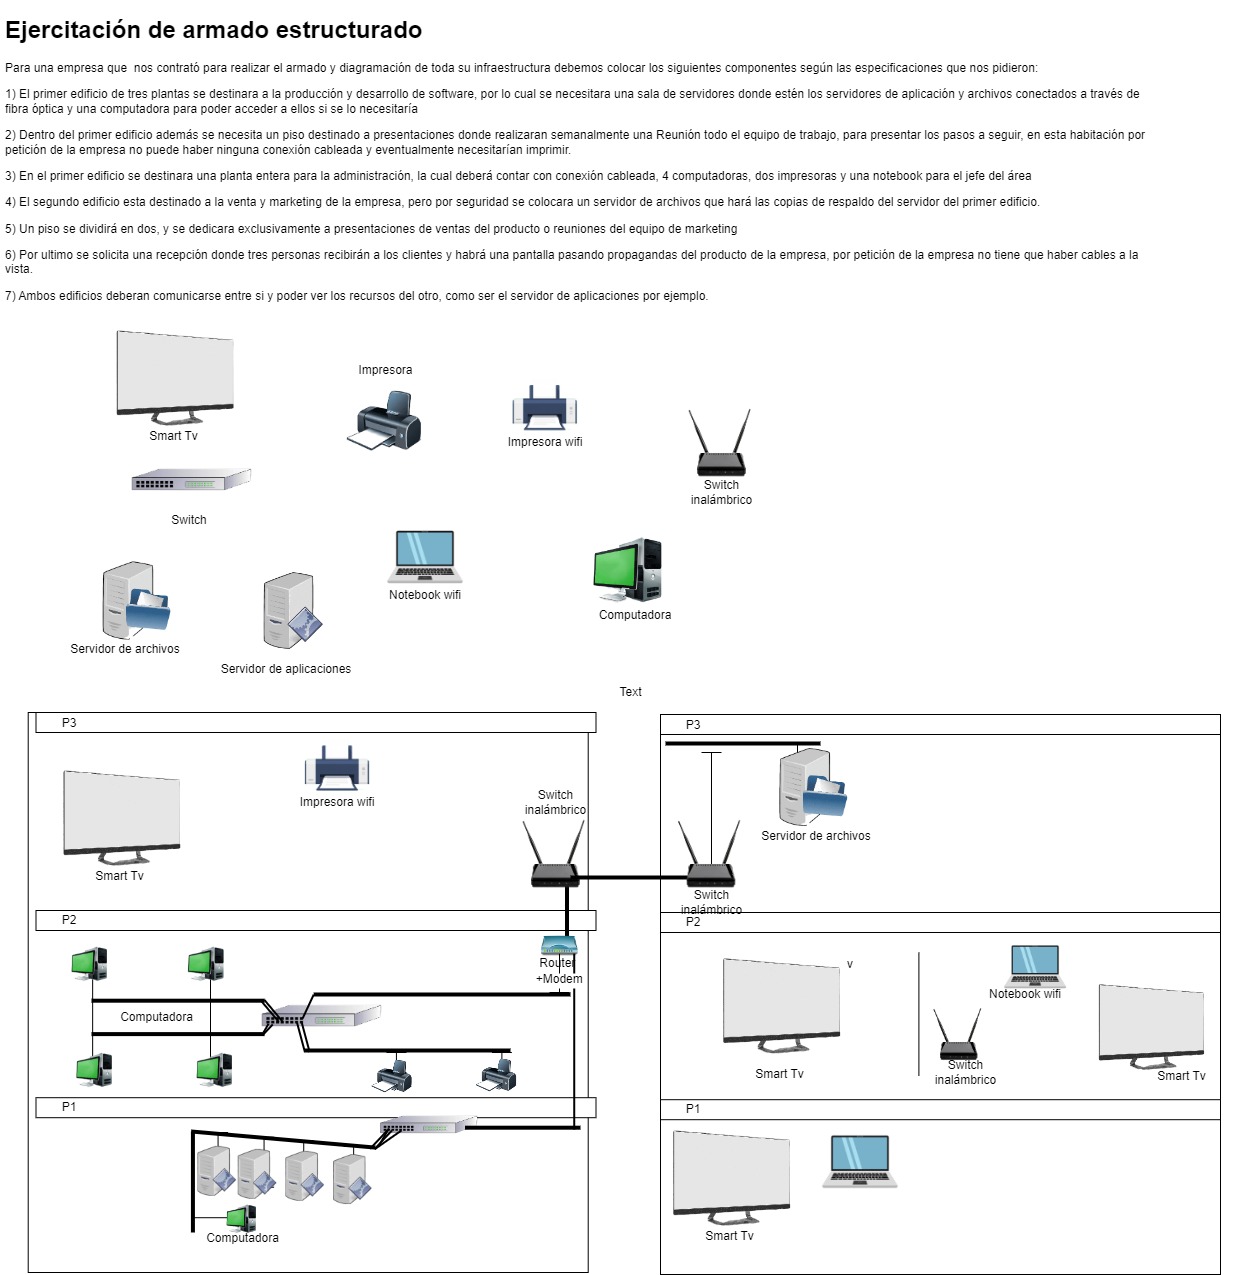 Ejercitación de armado estructurado
Para una empresa que  nos contrató para realizar el armado y diagramación de toda su infraestructura debemos colocar los siguientes componentes según las especificaciones que nos pidieron:
1) El primer edificio de tres plantas se destinara a la producción y desarrollo de software, por lo cual se necesitara una sala de servidores donde estén los servidores de aplicación y archivos conectados a través de
fibra óptica y una computadora para poder acceder a ellos si se lo necesitaría
2) Dentro del primer edificio además se necesita un piso destinado a presentaciones donde realizaran semanalmente una Reunión todo el equipo de trabajo, para presentar los pasos a seguir, en esta habitación por
petición de la empresa no puede haber ninguna conexión cableada y eventualmente necesitarían imprimir.
3) En el primer edificio se destinara una planta entera para la administración, la cual deberá contar con conexión cableada, 4 computadoras, dos impresoras y una notebook para el jefe del área
4) El segundo edificio esta destinado a la venta y marketing de la empresa, pero por seguridad se colocara un servidor de archivos que hará las copias de respaldo del servidor del primer edificio.
5) Un piso se dividirá en dos, y se dedicara exclusivamente a presentaciones de ventas del producto o reuniones del equipo de marketing
6) Por ultimo se solicita una recepción donde tres personas recibirán a los clientes y habrá una pantalla pasando propagandas del producto de la empresa, por petición de la empresa no tiene que haber cables a la
vista.
7) Ambos edificios deberan comunicarse entre si y poder ver los recursos del otro, como ser el servidor de aplicaciones por ejemplo.
Impresora
Smart Tv
Impresora wifi
Switch
inalámbrico
Switch
Notebook wifi
Computadora
Servidor de archivos
Servidor de aplicaciones
Text
P3
Impresora wifi
Switch
inalámbrico
Smart Tv
P2
Router
+Modem
Computadora
P1
Computadora
P3
Servidor de archivos
Switch
inalámbrico
P2
v
Notebook wifi
Switch
inalámbrico
Smart Tv
Smart Tv
P1
Smart Tv